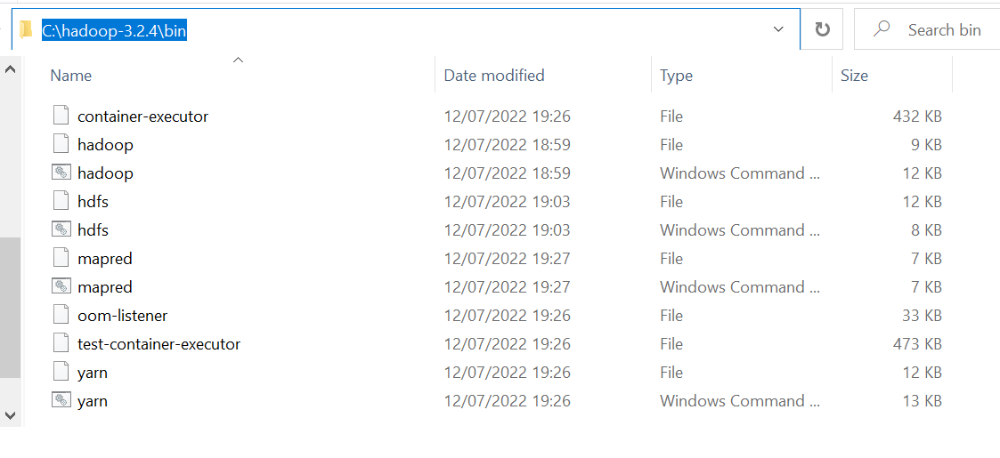 C:\hadoop-3.2.4\bin Search bin
Name Date modified Type Size
container-executor 12/07/2022 19:26 File 432 KB
hadoop 12/07/2022 18:59 File 9 KB
hadoop 12/07/2022 18:59 Windows Command ... 12 KB
hdfs 12/07/2022 19:03 File 12 KB
hdfs 12/07/2022 19:03 Windows Command ... 8 KB
mapred 12/07/2022 19:27 File 7 KB
mapred 12/07/2022 19:27 Windows Command ... 7 KB
oom-listener 12/07/2022 19:26 File 33 KB
test-container-executor 12/07/2022 19:26 File 473 KB
yarn 12/07/2022 19:26 File 12 KB
yarn 12/07/2022 19:26 Windows Command ... 13 KB